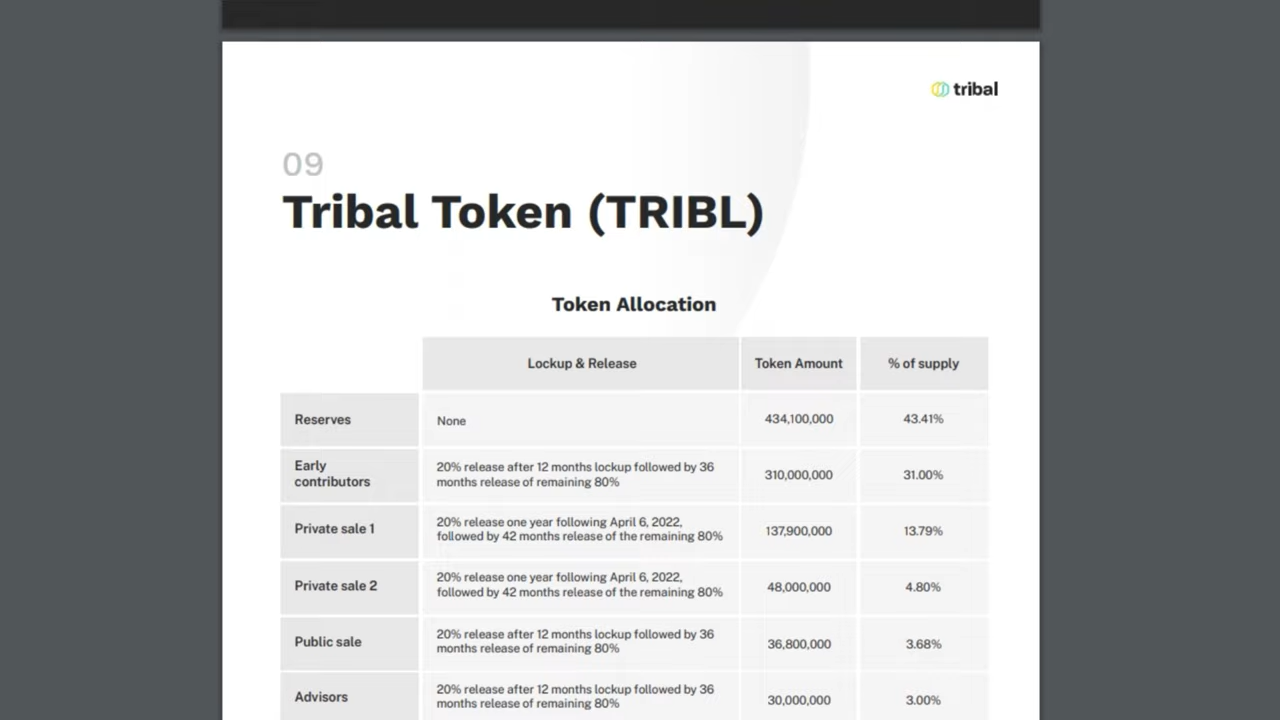 tribal
09
Tribal Token (TRIBL)
Token Allocation
Lockup & Release Token Amount % of supply
Reserves None 434,100,000 43.41%
Early contributors 20% release after 12 months lockup followed by 36
months release of remaining 80% 310,000,000 31.00%
Private sale 1 20% release one year following April 6, 2022,
followed by 42 months release of the remaining 80% 137,900,000 13.79%
Private sale 2 20% release one year following April 6, 2022,
followed by 42 months release of the remaining 80% 48,000,000 4.80%
Public sale 20% release after 12 months lockup followed by 36
months release of remaining 80% 36,800,000 3.68%
Advisors 20% release after 12 months lockup followed by 36
months release of remaining 80% 30,000,000 3.00%